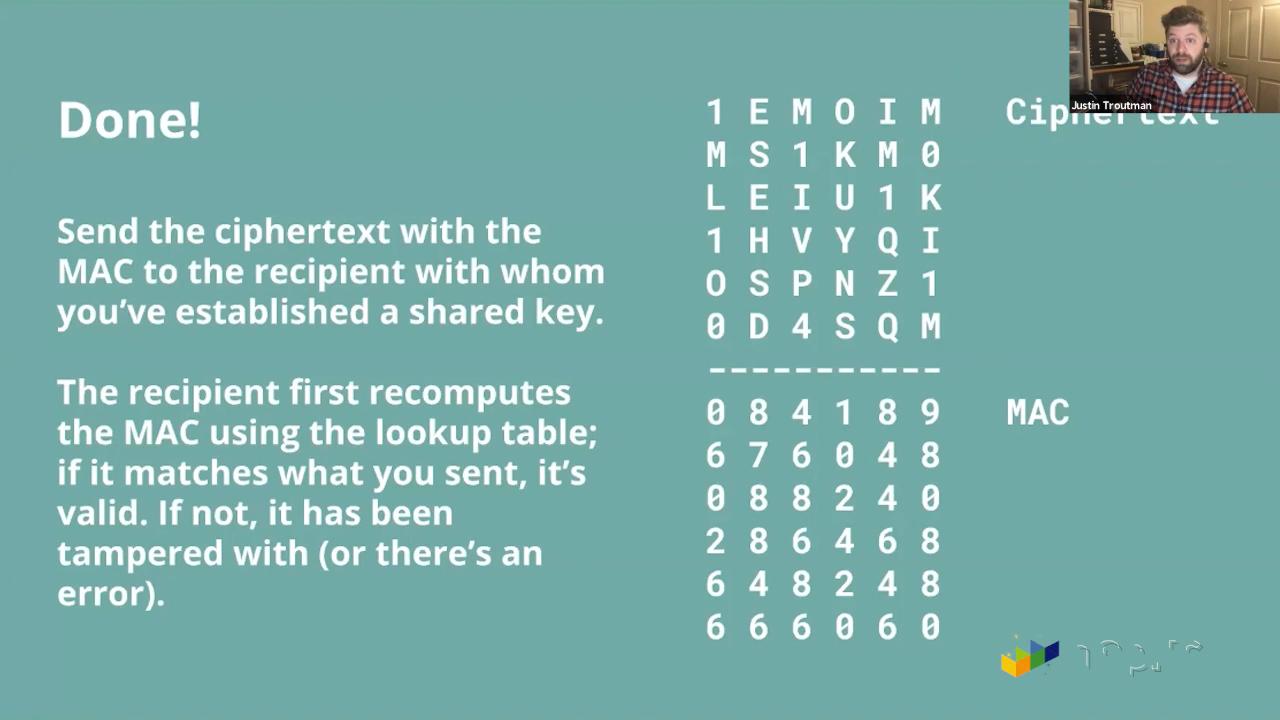 Done!
Send the ciphertext with the
MAC to the recipient with whom
you’ve established a shared key.
The recipient first recomputes
the MAC using the lookup table;
if it matches what you sent, it’s
valid. If not, it has been
tampered with (or there’s an
error).
1 E M O I M
M S 1 K M 0
L E I U 1 K
1 H V Y Q I
O S P N Z 1
0 D 4 S Q M
-----------
0 8 4 1 8 9
6 7 6 0 4 8
0 8 8 2 4 0
2 8 6 4 6 8
6 4 8 2 4 8
6 6 6 0 6 0
Ciphertext
MAC
Justin Troutman